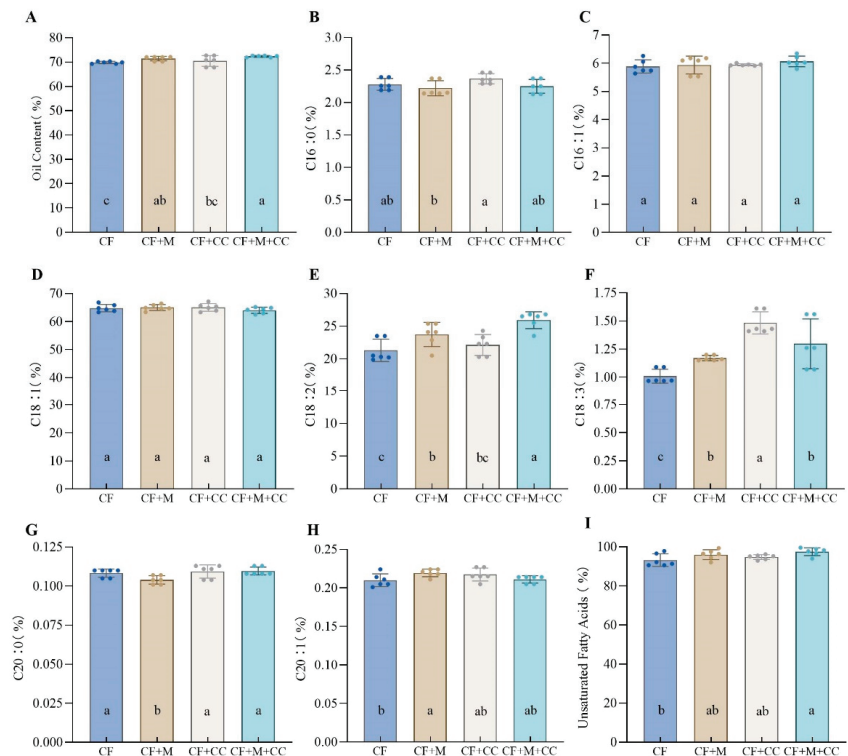 A
Oil Content（%）
80
70
60
50
40
30
20
10
0
c
ab
bc
a
CF
CF+M
CF+CC
CF+M+CC
B
C16∶0（%）
3.0
2.5
2.0
1.5
1.0
0.5
0.0
ab
b
a
ab
CF
CF+M
CF+CC
CF+M+CC
C
C16∶1（%）
8
7
6
5
4
3
2
1
0
a
a
a
a
CF
CF+M
CF+CC
CF+M+CC
D
C18∶1（%）
70
60
50
40
30
20
10
0
a
a
a
a
CF
CF+M
CF+CC
CF+M+CC
E
C18∶2（%）
30
25
20
15
10
5
0
c
b
bc
a
CF
CF+M
CF+CC
CF+M+CC
F
C18∶3（%）
1.75
1.50
1.25
1.00
0.75
0.50
0.25
0.00
c
b
a
b
CF
CF+M
CF+CC
CF+M+CC
G
C20∶0（%）
0.125
0.100
0.075
0.050
0.025
0.000
a
b
a
a
CF
CF+M
CF+CC
CF+M+CC
H
C20∶1（%）
0.25
0.20
0.15
0.10
0.05
0.00
b
a
ab
ab
CF
CF+M
CF+CC
CF+M+CC
I
Unsaturated Fatty Acids（%）
100
80
60
40
20
0
b
ab
ab
a
CF
CF+M
CF+CC
CF+M+CC